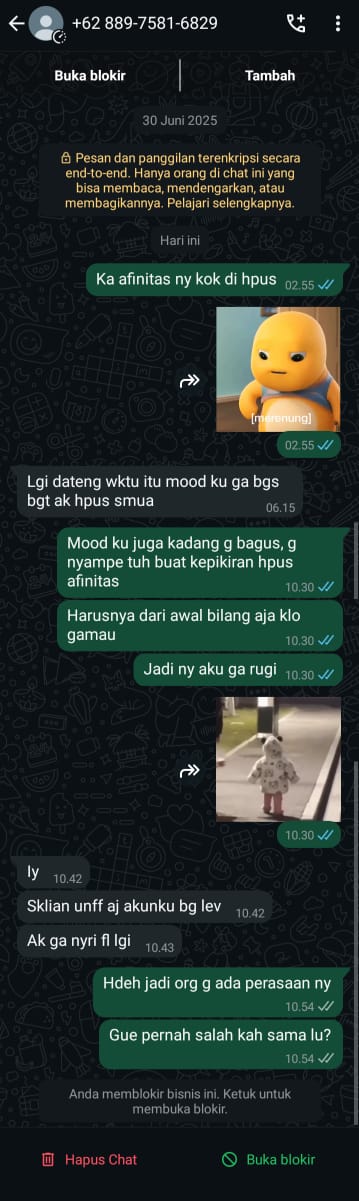 +62 889-7581-6829
Buka blokir
Tambah
30 Juni 2025
Pesan dan panggilan terenkripsi secara
end-to-end. Hanya orang di chat ini yang
bisa membaca, mendengarkan, atau
membagikannya. Pelajari selengkapnya.
Hari ini
Ka afinitas ny kok di hpus 02.55
[merenung]
02.55
Lgi dateng wktu itu mood ku ga bgs
bgt ak hpus smua 06.15
Mood ku juga kadang g bagus, g
nyampe tuh buat kepikiran hpus
afinitas 10.30
Harusnya dari awal bilang aja klo
gamau 10.30
Jadi ny aku ga rugi 10.30
10.30
Iy 10.42
Sklian unff aj akunku bg lev 10.42
Ak ga nyri fl lgi 10.43
Hdeh jadi org g ada perasaan ny
10.54
Gue pernah salah kah sama lu?
10.54
Anda memblokir bisnis ini. Ketuk untuk
membuka blokir.
Hapus Chat
Buka blokir